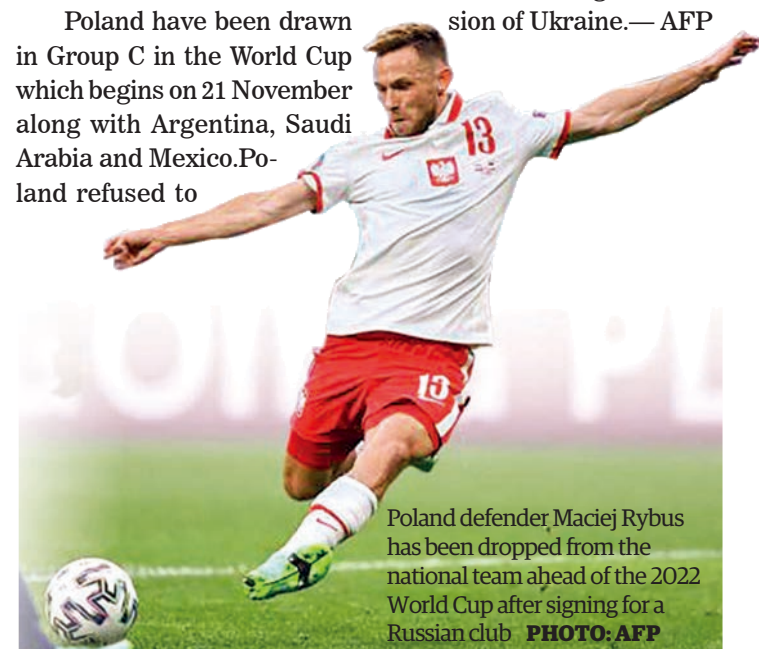 Poland have been drawn
in Group C in the World Cup
which begins on 21 November
along with Argentina, Saudi
Arabia and Mexico.Po-
land refused to
sion of Ukraine.— AFP
13
13
Poland defender Maciej Rybus
has been dropped from the
national team ahead of the 2022
World Cup after signing for a
Russian club PHOTO: AFP